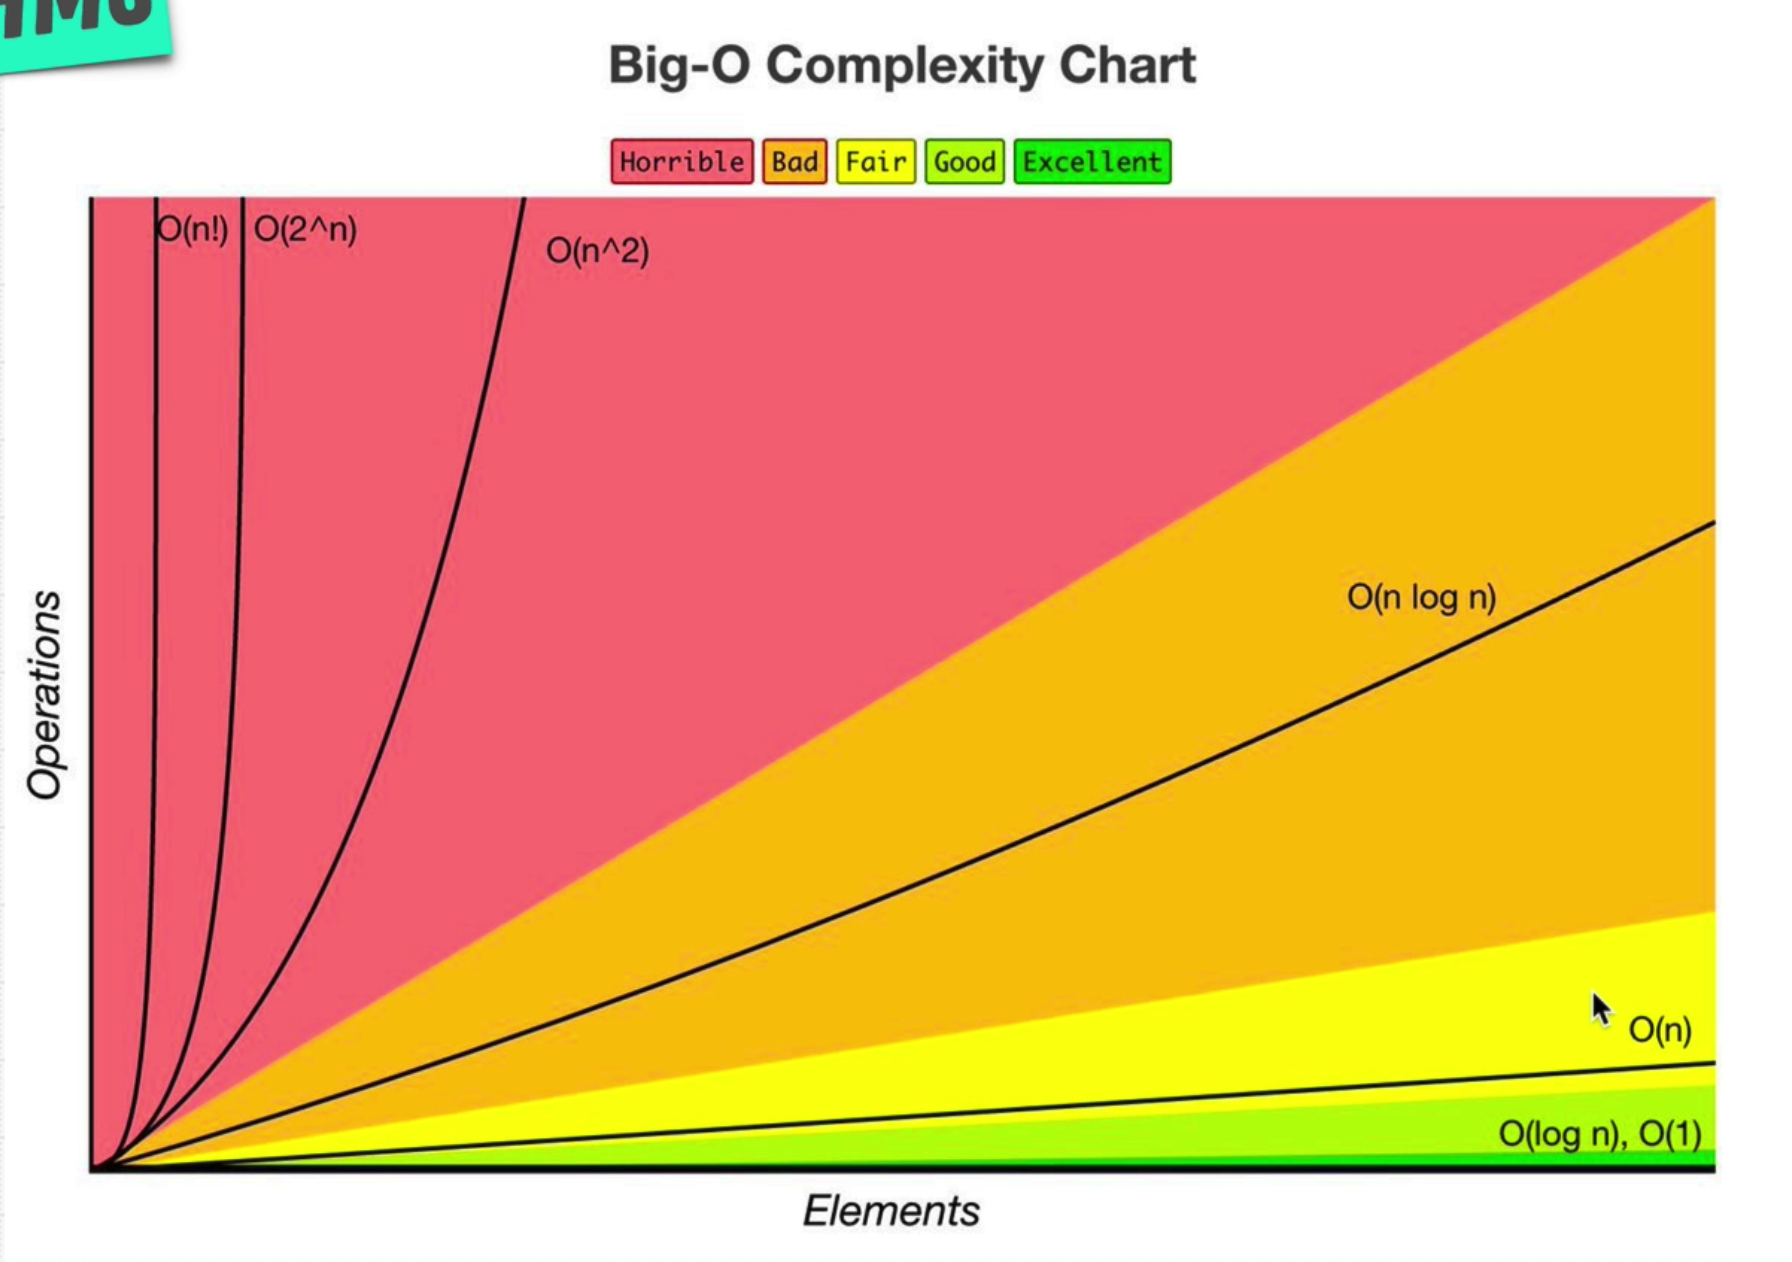 Big-O Complexity Chart
Horrible Bad Fair Good Excellent
O(n!) O(2^n)
O(n^2)
O(n log n)
Operations
O(n)
O(log n), O(1)
Elements